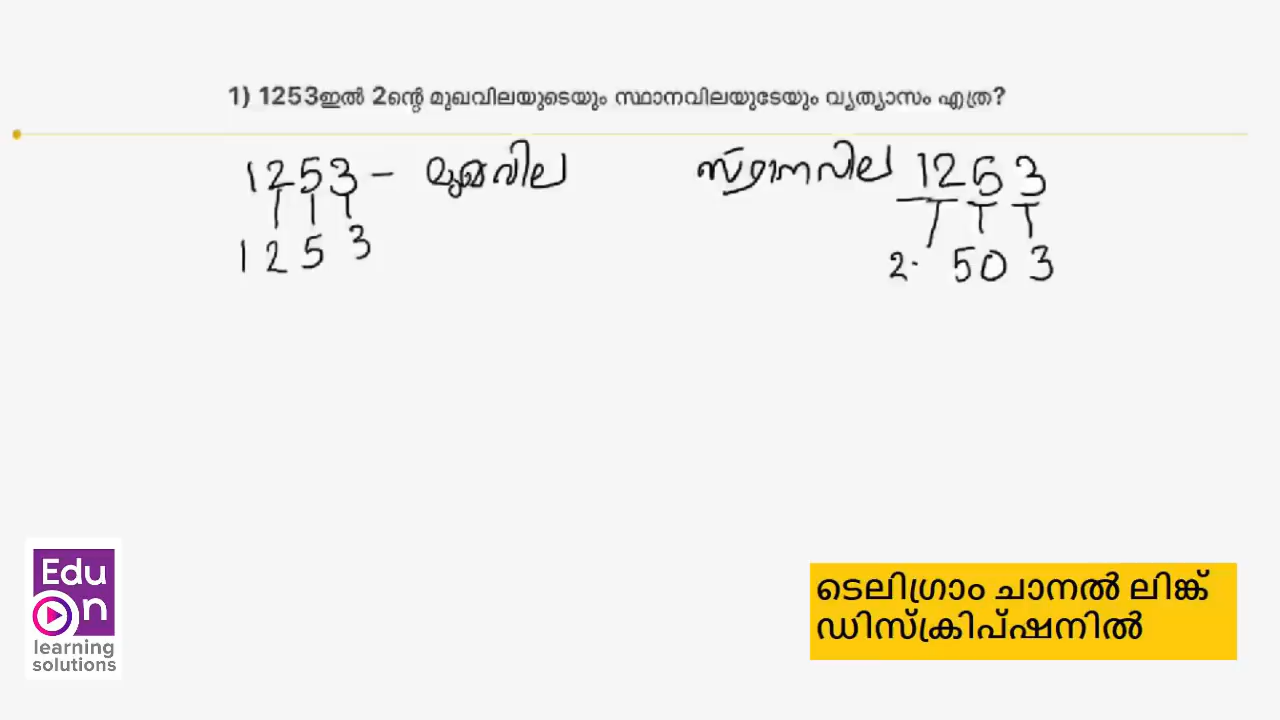 1) 1253ഇൽ 2ന്റെ മുഖവിലയുടെയും സ്ഥാനവിലയുടേയും വ്യത്യാസം എത്ര?
1253 – മുഖവില
1 2 5 3
സ്ഥാനവില 1253
2. 50 3
Edu
On
learning
solutions
ടെലിഗ്രാം ചാനൽ ലിങ്ക്
ഡിസ്ക്രിപ്ഷനിൽ